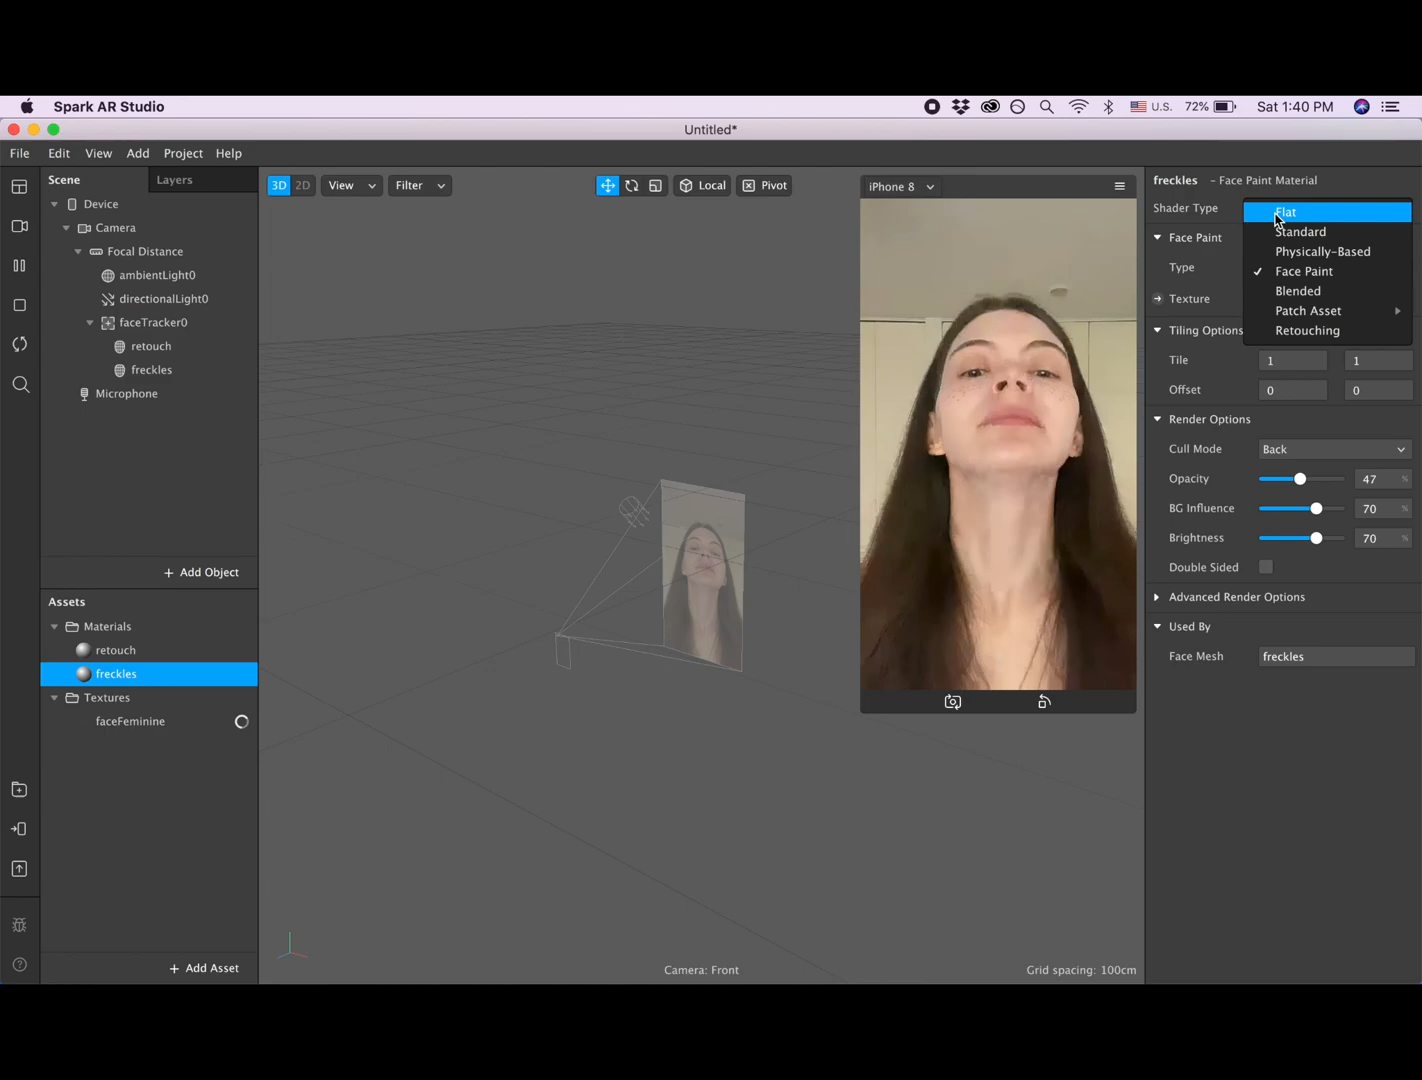 Spark AR Studio
U.S.
72%
Sat 1:40 PM
Untitled*
File Edit View Add Project Help
Scene
Layers
Device
Camera
Focal Distance
ambientLight0
directionalLight0
faceTracker0
retouch
freckles
Microphone
+ Add Object
Assets
Materials
retouch
freckles
Textures
faceFeminine
+ Add Asset
3D 2D
View
Filter
Local
Pivot
Camera: Front
Grid spacing: 100cm
iPhone 8
freckles - Face Paint Material
Shader Type
Flat
Standard
Physically-Based
Face Paint
Blended
Patch Asset
Retouching
Face Paint
Type
Texture
Tiling Options
Tile 1 1
Offset 0 0
Render Options
Cull Mode Back
Opacity 47 %
BG Influence 70 %
Brightness 70 %
Double Sided
Advanced Render Options
Used By
Face Mesh freckles